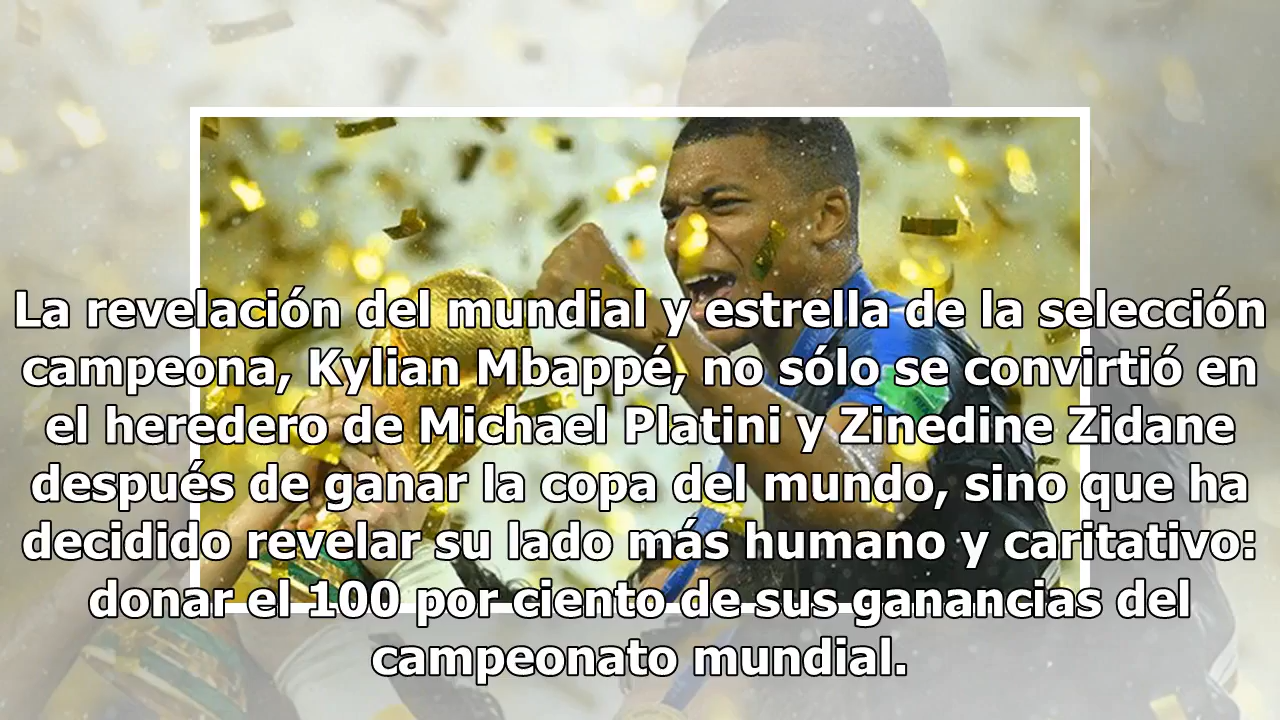 La revelación del mundial y estrella de la selección
campeona, Kylian Mbappé, no sólo se convirtió en
el heredero de Michael Platini y Zinedine Zidane
después de ganar la copa del mundo, sino que ha
decidido revelar su lado más humano y caritativo:
donar el 100 por ciento de sus ganancias del
campeonato mundial.